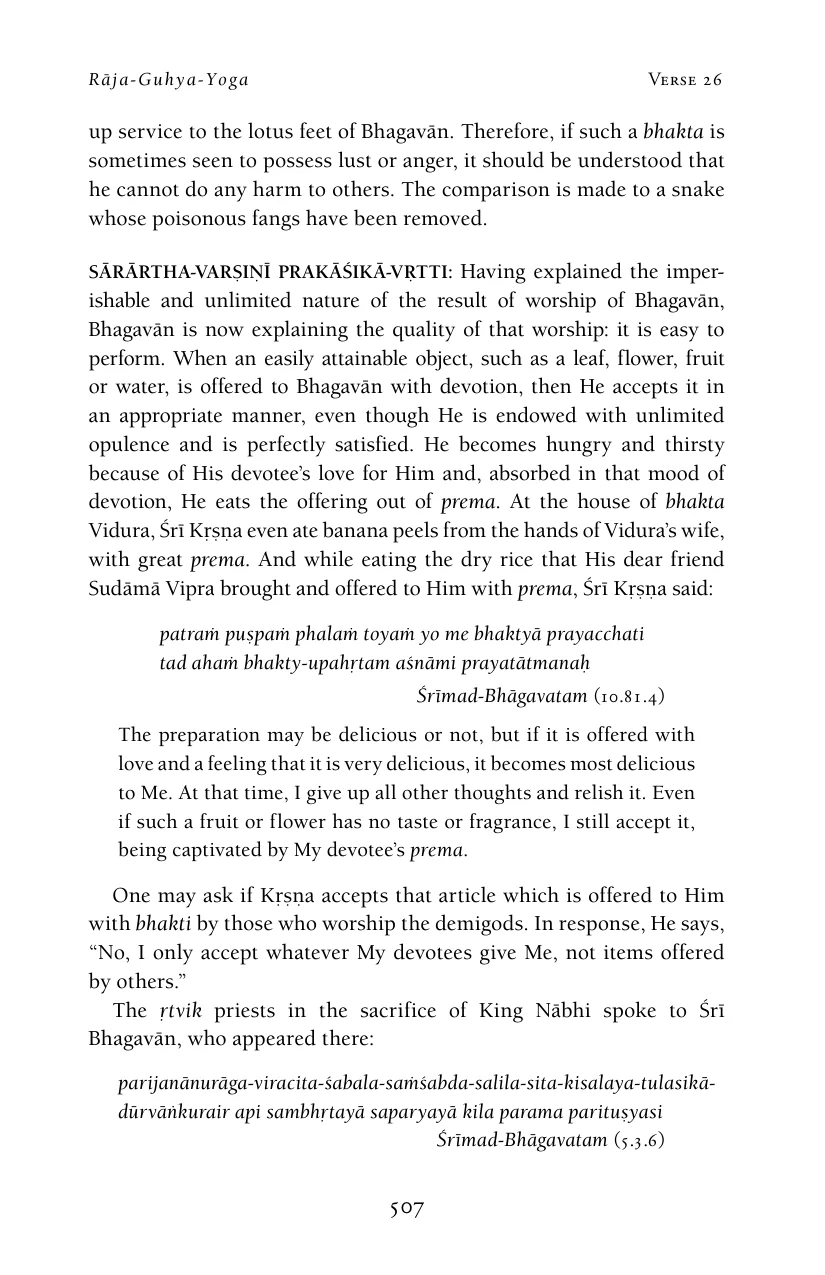 Rāja-Guhya-Yoga Verse 26
up service to the lotus feet of Bhagavān. Therefore, if such a bhakta is
sometimes seen to possess lust or anger, it should be understood that
he cannot do any harm to others. The comparison is made to a snake
whose poisonous fangs have been removed.
SĀRĀRTHA-VARṢIṆĪ PRAKĀŚIKĀ-VṚTTI: Having explained the imper-
ishable and unlimited nature of the result of worship of Bhagavān,
Bhagavān is now explaining the quality of that worship: it is easy to
perform. When an easily attainable object, such as a leaf, flower, fruit
or water, is offered to Bhagavān with devotion, then He accepts it in
an appropriate manner, even though He is endowed with unlimited
opulence and is perfectly satisfied. He becomes hungry and thirsty
because of His devotee’s love for Him and, absorbed in that mood of
devotion, He eats the offering out of prema. At the house of bhakta
Vidura, Śrī Kṛṣṇa even ate banana peels from the hands of Vidura’s wife,
with great prema. And while eating the dry rice that His dear friend
Sudāmā Vipra brought and offered to Him with prema, Śrī Kṛṣṇa said:
patraṁ puṣpaṁ phalaṁ toyaṁ yo me bhaktyā prayacchati
tad ahaṁ bhakty-upahṛtam aśnāmi prayatātmanaḥ
Śrīmad-Bhāgavatam (10.81.4)
The preparation may be delicious or not, but if it is offered with
love and a feeling that it is very delicious, it becomes most delicious
to Me. At that time, I give up all other thoughts and relish it. Even
if such a fruit or flower has no taste or fragrance, I still accept it,
being captivated by My devotee’s prema.
One may ask if Kṛṣṇa accepts that article which is offered to Him
with bhakti by those who worship the demigods. In response, He says,
“No, I only accept whatever My devotees give Me, not items offered
by others.”
The ṛtvik priests in the sacrifice of King Nābhi spoke to Śrī
Bhagavān, who appeared there:
parijanānurāga-viracita-śabala-saṁśabda-salila-sita-kisalaya-tulasikā-
dūrvāṅkurair api sambhṛtayā saparyayā kila parama parituṣyasi
Śrīmad-Bhāgavatam (5.3.6)
507